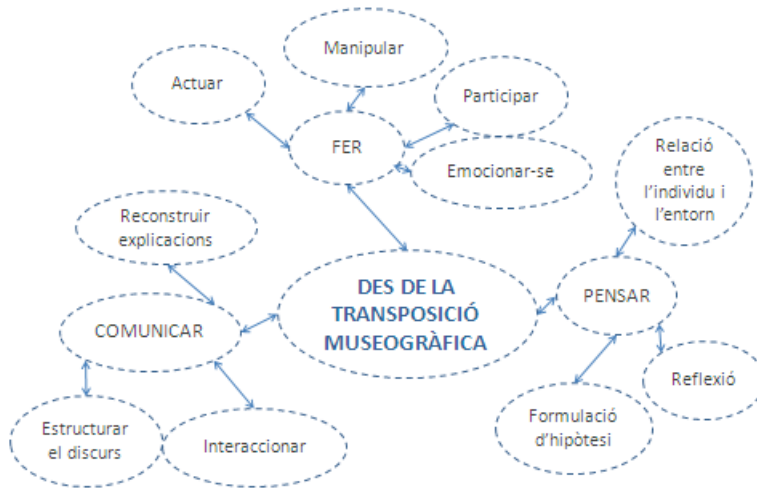 Manipular
Actuar
Participar
FER
Emocionar-se
Relació
entre
l'individu i
l'entorn
Reconstruir
explicacions
DES DE LA
TRANSPOSICIÓ
MUSEOGRÀFICA
PENSAR
COMUNICAR
Reflexió
Formulació
d'hipòtesi
Estructurar
el discurs
Interaccionar